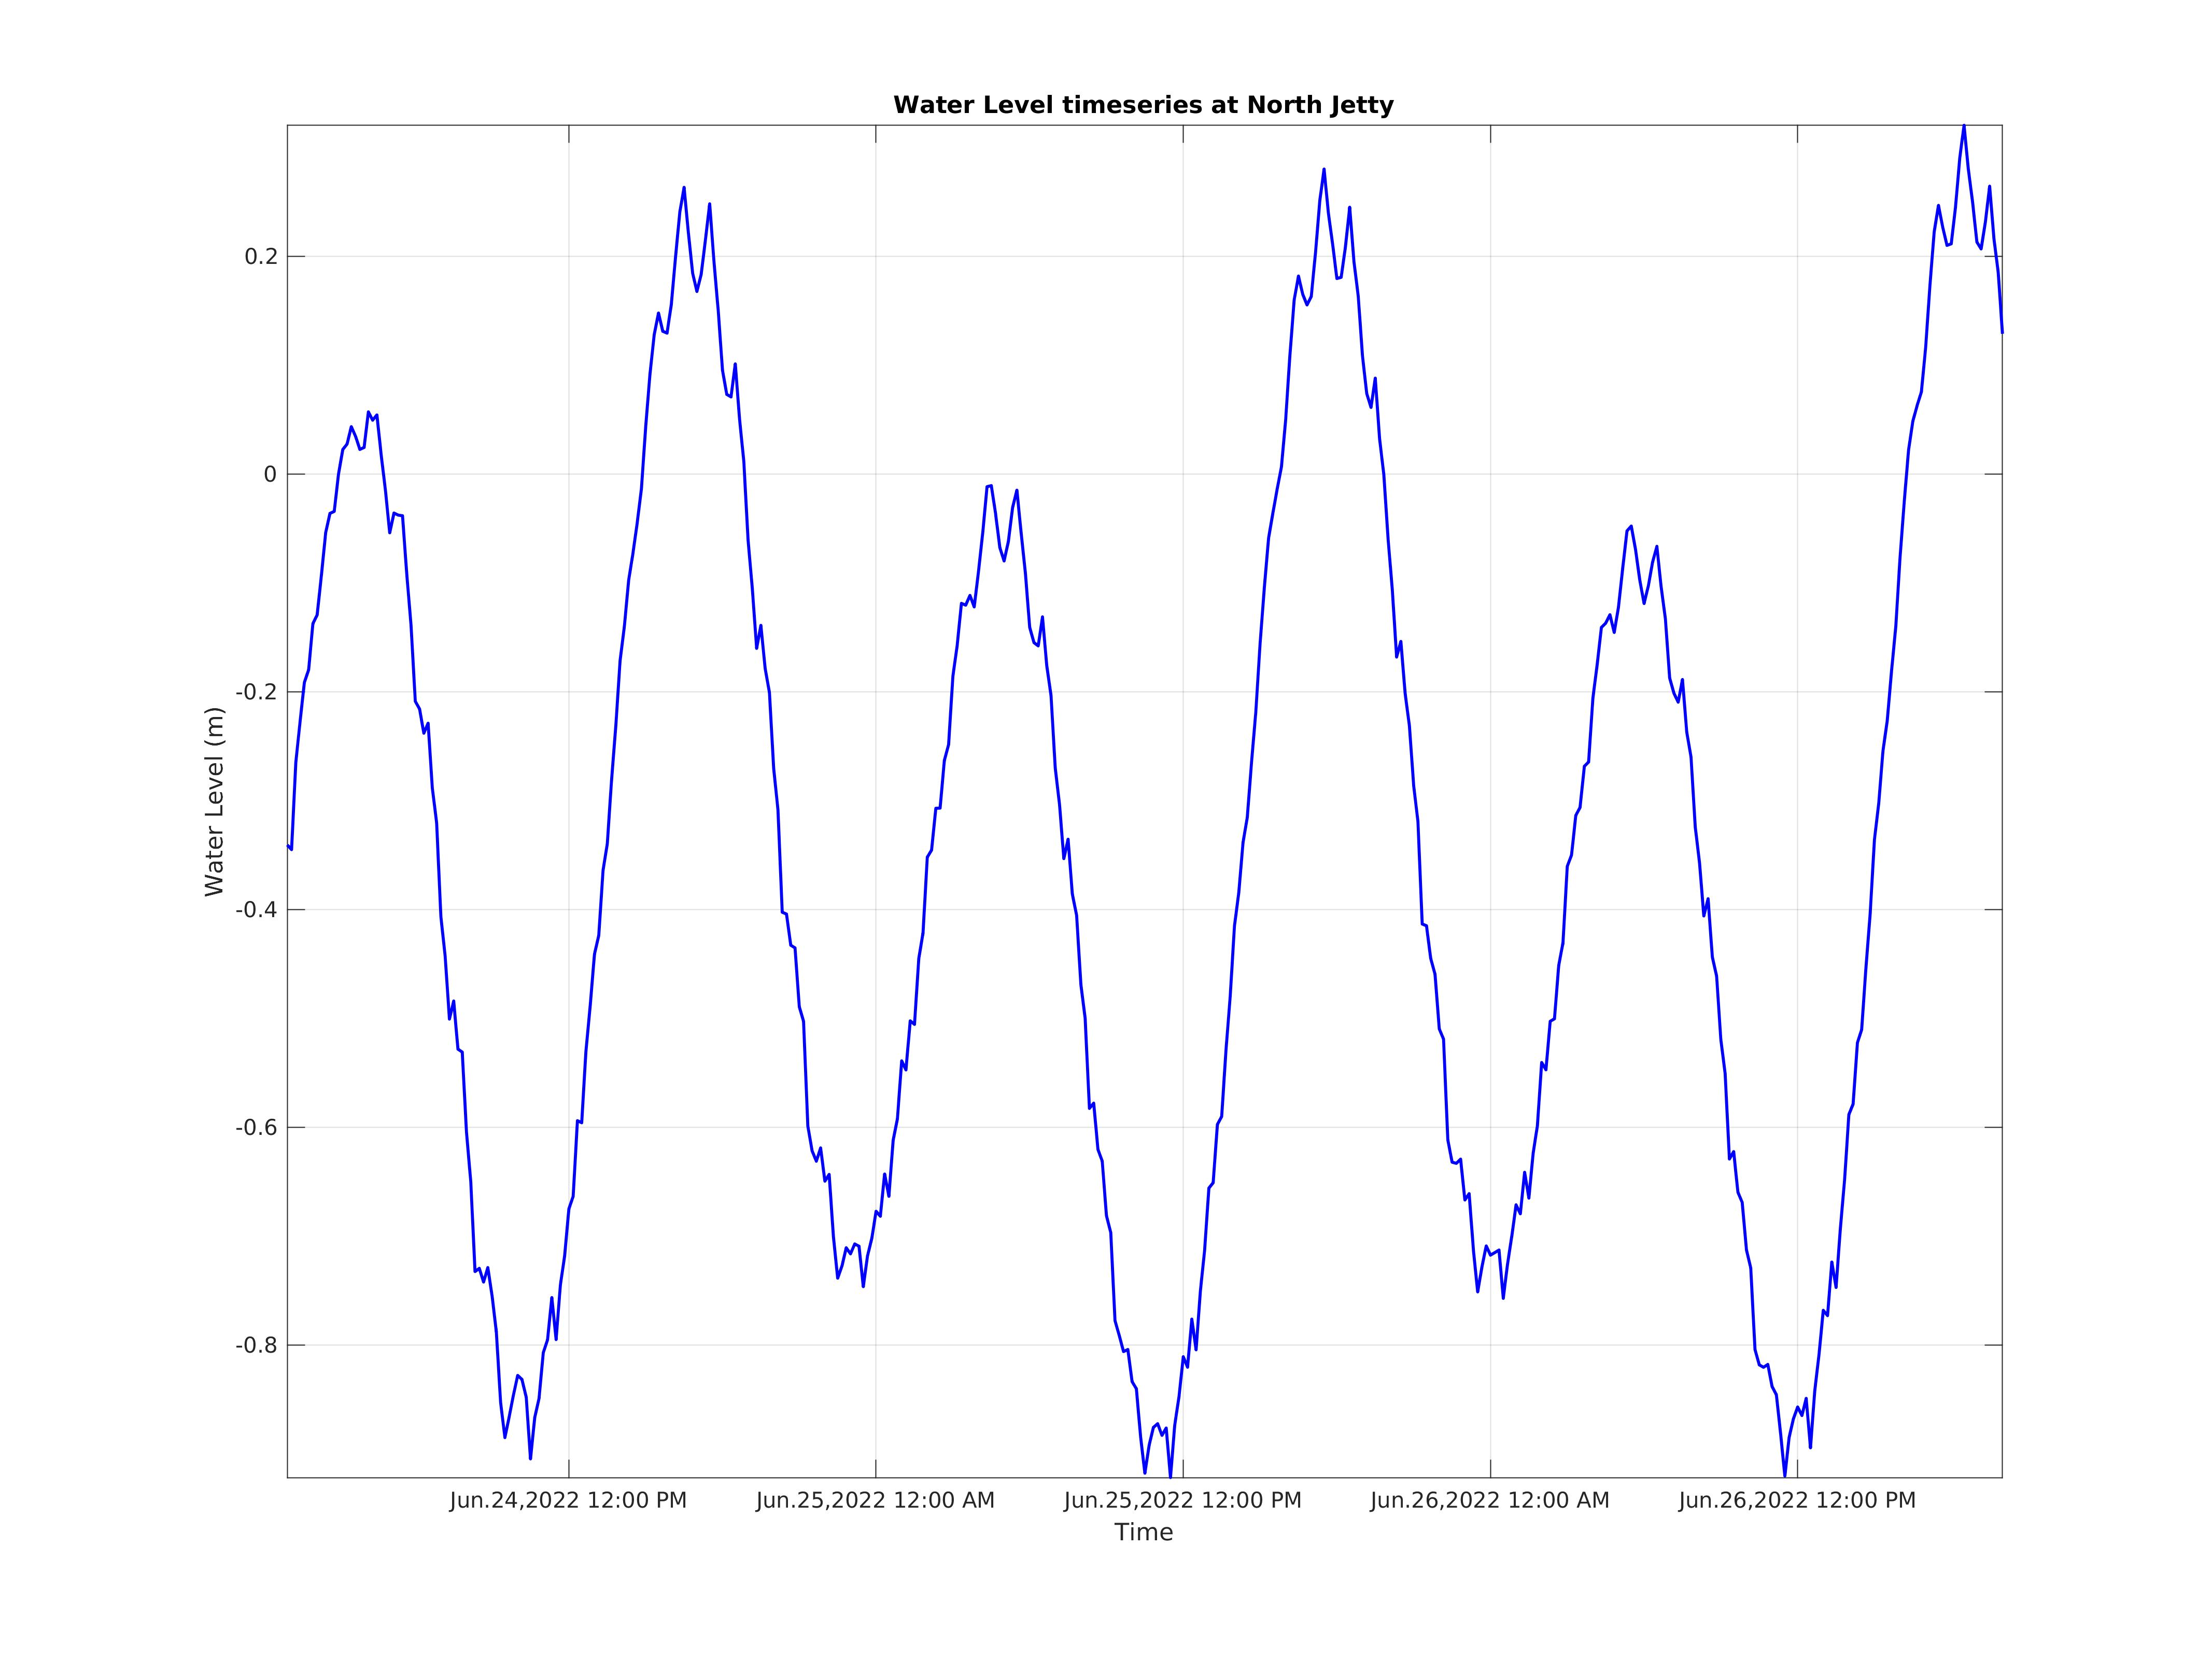 Water Level timeseries at North Jetty
Water Level (m)
0.2
0
-0.2
-0.4
-0.6
-0.8
Jun.24,2022 12:00 PM
Jun.25,2022 12:00 AM
Jun.25,2022 12:00 PM
Jun.26,2022 12:00 AM
Jun.26,2022 12:00 PM
Time